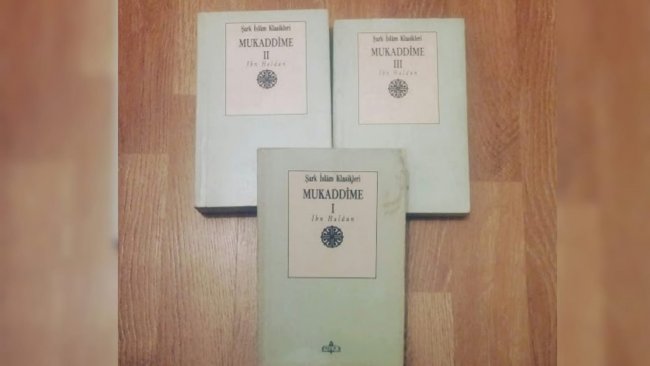 Şark İslâm Klasikleri
MUKADDİME
II
İbn Haldun
Şark İslâm Klasikleri
MUKADDİME
III
İbn Haldun
Şark İslâm Klasikleri
MUKADDİME
I
İbn Haldun